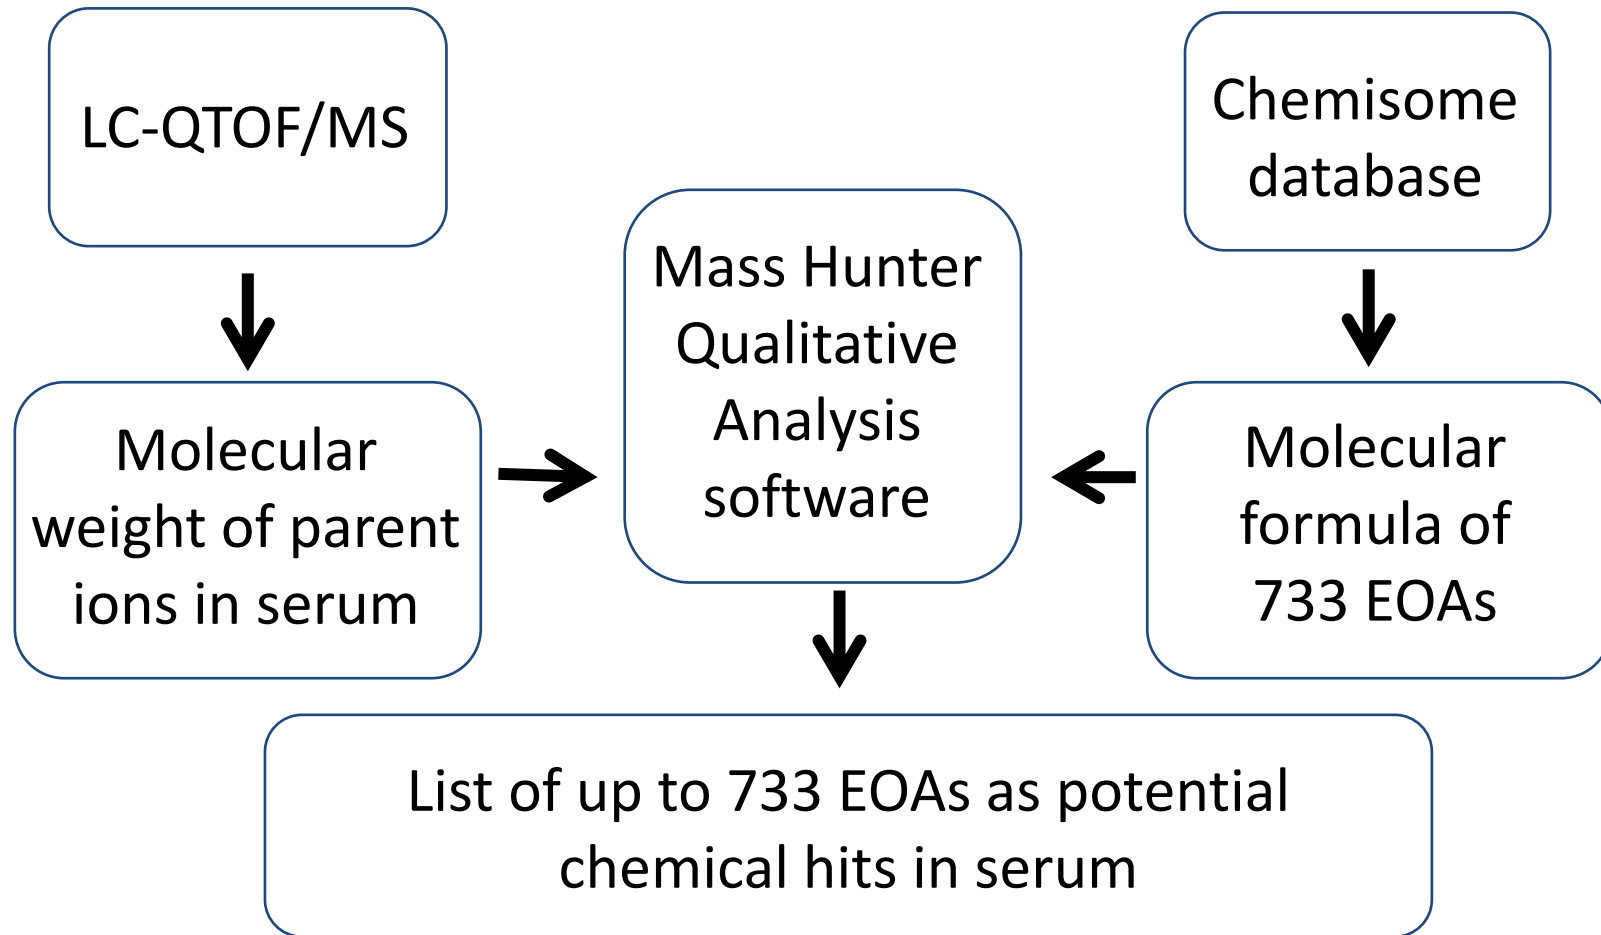 LC-QTOF/MS
Chemisome
database
Mass Hunter
Qualitative
Analysis
software
Molecular
weight of parent
ions in serum
Molecular
formula of
733 EOAs
List of up to 733 EOAs as potential
chemical hits in serum